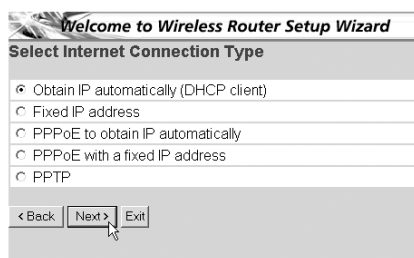 Welcome to Wireless Router Setup Wizard
Select Internet Connection Type
Obtain IP automatically (DHCP client)
Fixed IP address
PPPoE to obtain IP automatically
PPPoE with a fixed IP address
PPTP
< Back Next > Exit